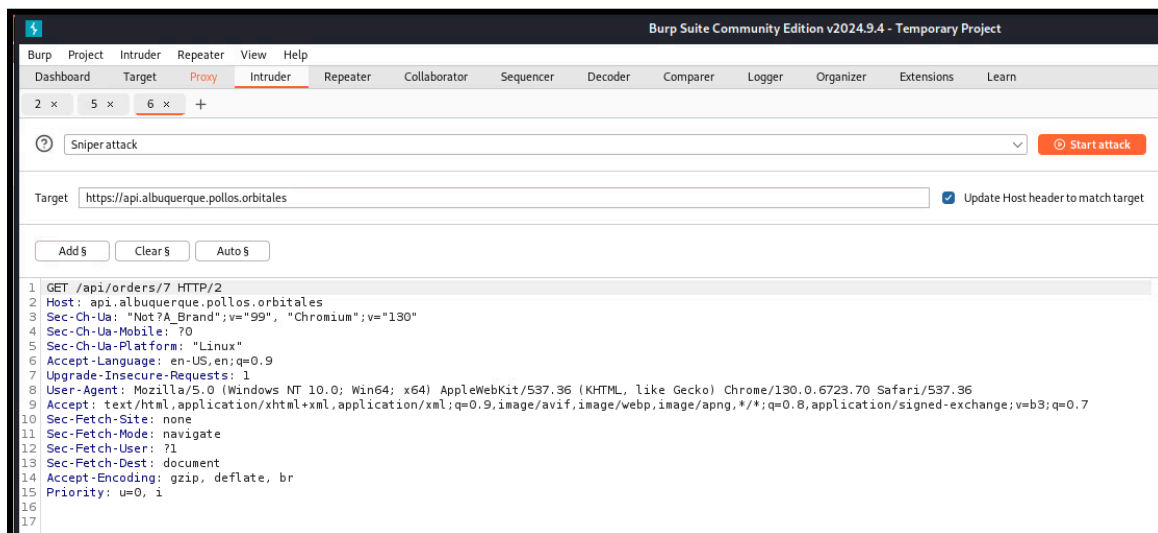 Burp Suite Community Edition v2024.9.4 - Temporary Project
Burp Project Intruder Repeater View Help
Dashboard Target Proxy Intruder Repeater Collaborator Sequencer Decoder Comparer Logger Organizer Extensions Learn
2 × 5 × 6 × +
? Sniper attack Start attack
Target https://api.albuquerque.pollos.orbitales Update Host header to match target
Add § Clear § Auto §
1 GET /api/orders/7 HTTP/2
2 Host: api.albuquerque.pollos.orbitales
3 Sec-Ch-Ua: "Not?A_Brand";v="99", "Chromium";v="130"
4 Sec-Ch-Ua-Mobile: ?0
5 Sec-Ch-Ua-Platform: "Linux"
6 Accept-Language: en-US,en;q=0.9
7 Upgrade-Insecure-Requests: 1
8 User-Agent: Mozilla/5.0 (Windows NT 10.0; Win64; x64) AppleWebKit/537.36 (KHTML, like Gecko) Chrome/130.0.6723.70 Safari/537.36
9 Accept: text/html,application/xhtml+xml,application/xml;q=0.9,image/avif,image/webp,image/apng,*/*;q=0.8,application/signed-exchange;v=b3;q=0.7
10 Sec-Fetch-Site: none
11 Sec-Fetch-Mode: navigate
12 Sec-Fetch-User: ?1
13 Sec-Fetch-Dest: document
14 Accept-Encoding: gzip, deflate, br
15 Priority: u=0, i
16
17